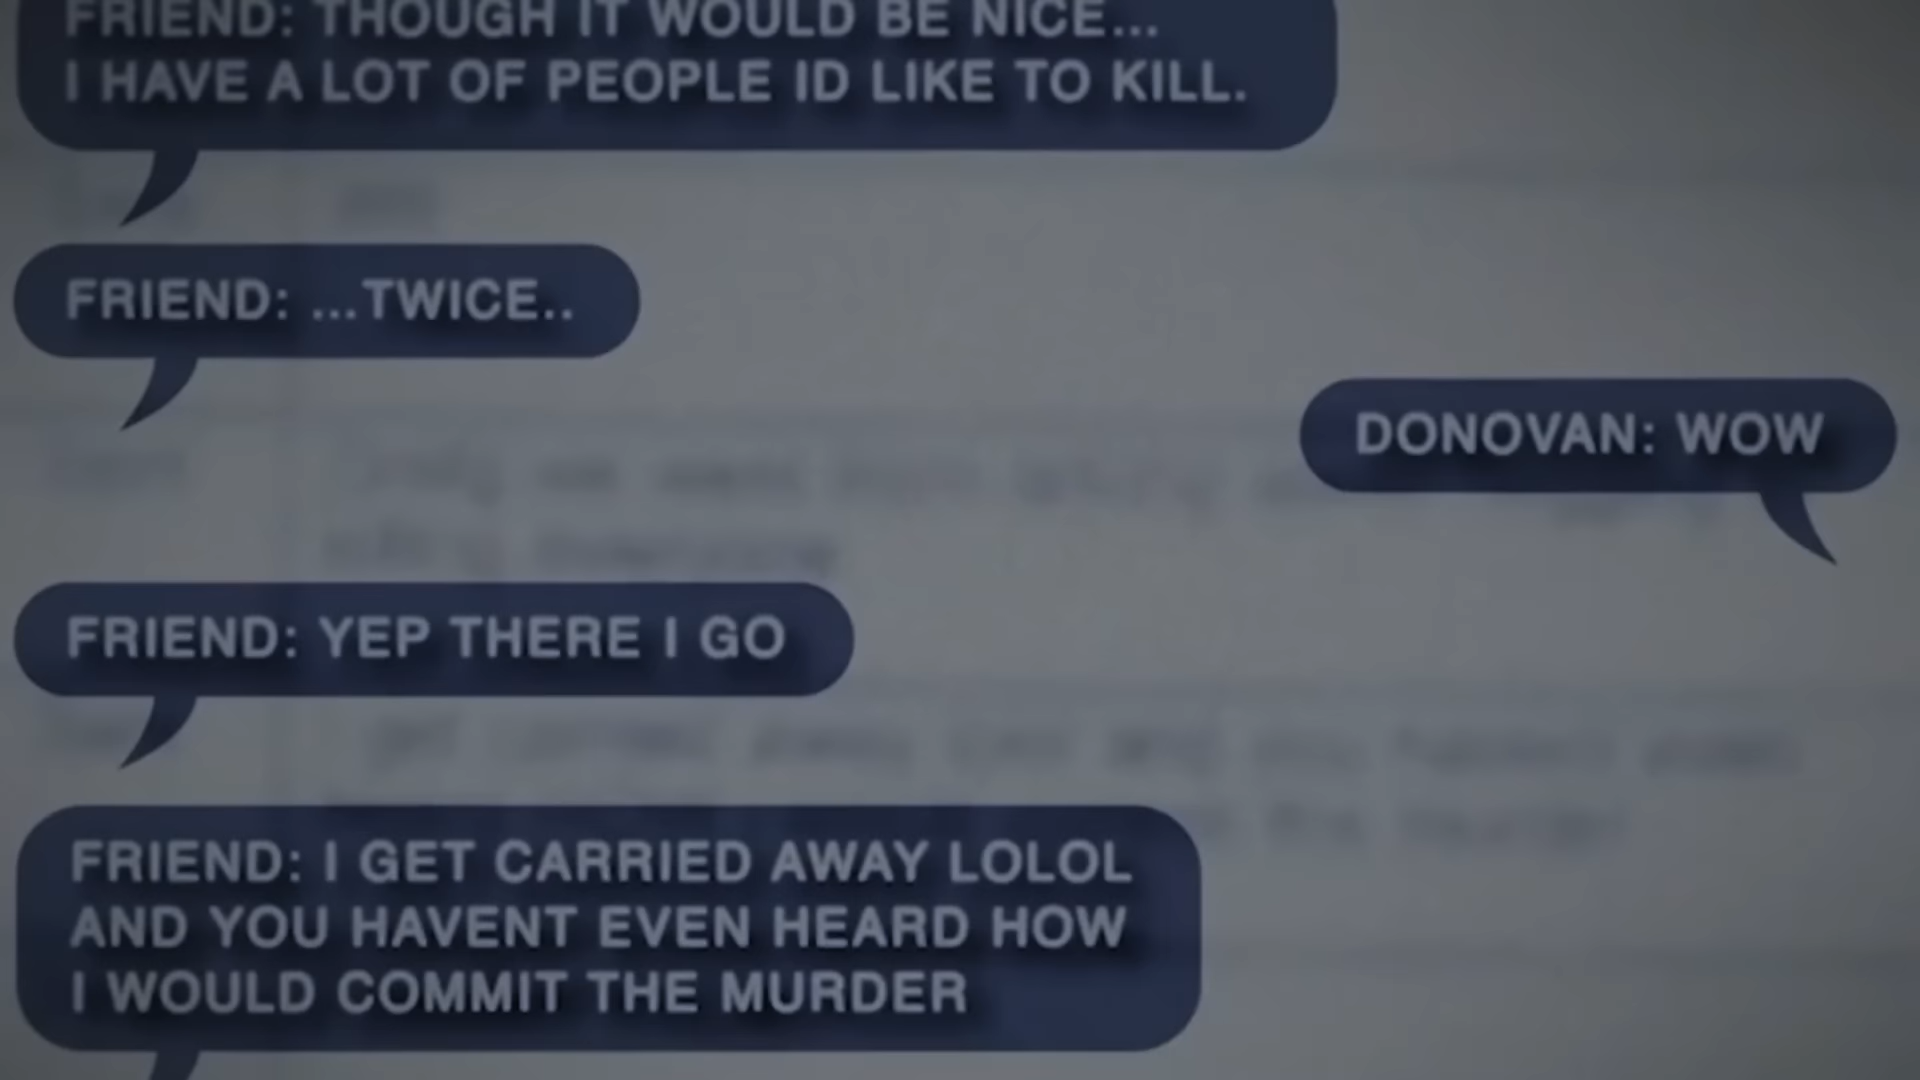 FRIEND: THOUGH IT WOULD BE NICE...
I HAVE A LOT OF PEOPLE ID LIKE TO KILL.
FRIEND: ...TWICE..
DONOVAN: WOW
FRIEND: YEP THERE I GO
FRIEND: I GET CARRIED AWAY LOLOL
AND YOU HAVENT EVEN HEARD HOW
I WOULD COMMIT THE MURDER